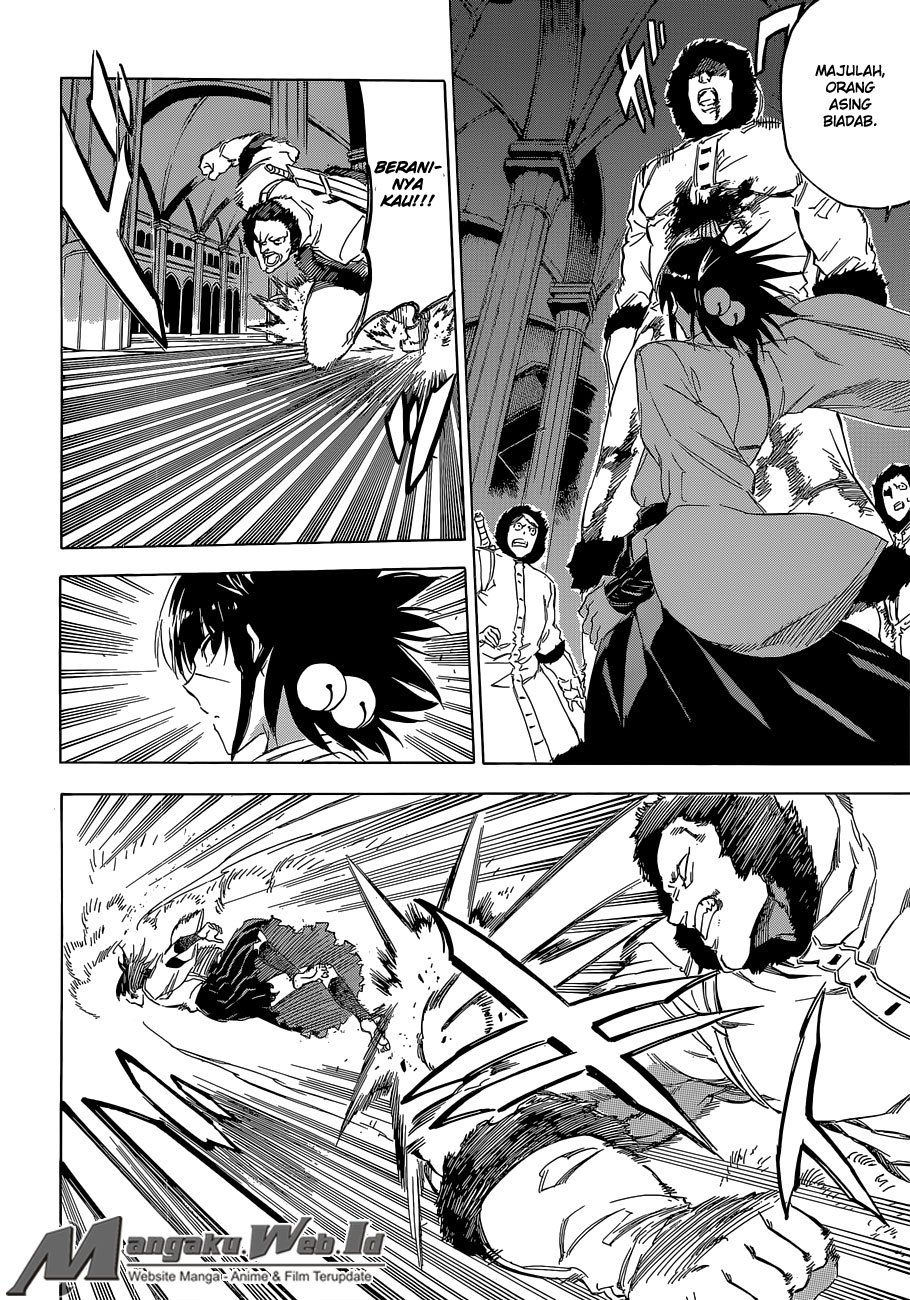 MAJULAH,
ORANG
ASING
BIADAB.
BERANI-
NYA
KAU!!!
Mangaku.Web.Id
Website Manga - Anime & Film Terupdate